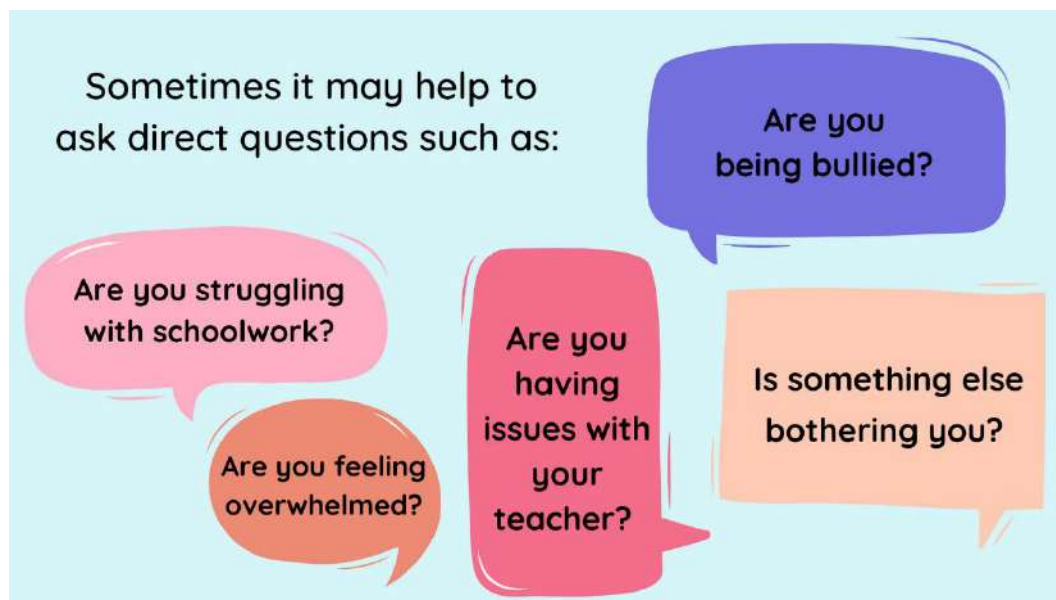 Sometimes it may help to
ask direct questions such as:
Are you
being bullied?
Are you struggling
with schoolwork?
Are you feeling
overwhelmed?
Are you
having
issues with
your
teacher?
Is something else
bothering you?